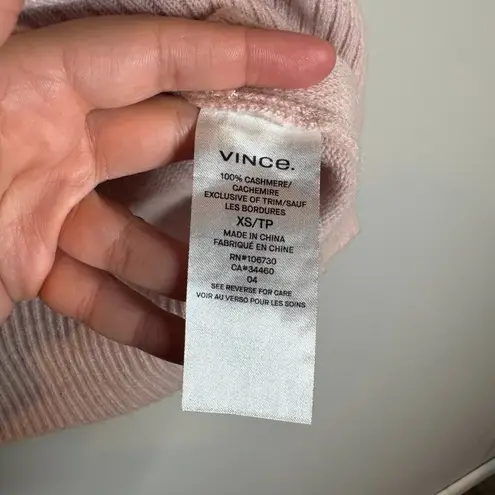 VINCE.
100% CASHMERE/
CACHEMIRE
EXCLUSIVE OF TRIM/SAUF
LES BORDURES
XS/TP
MADE IN CHINA
FABRIQUÉ EN CHINE
RN#106730
CA#34460
04
SEE REVERSE FOR CARE
VOIR AU VERSO POUR LES SOINS